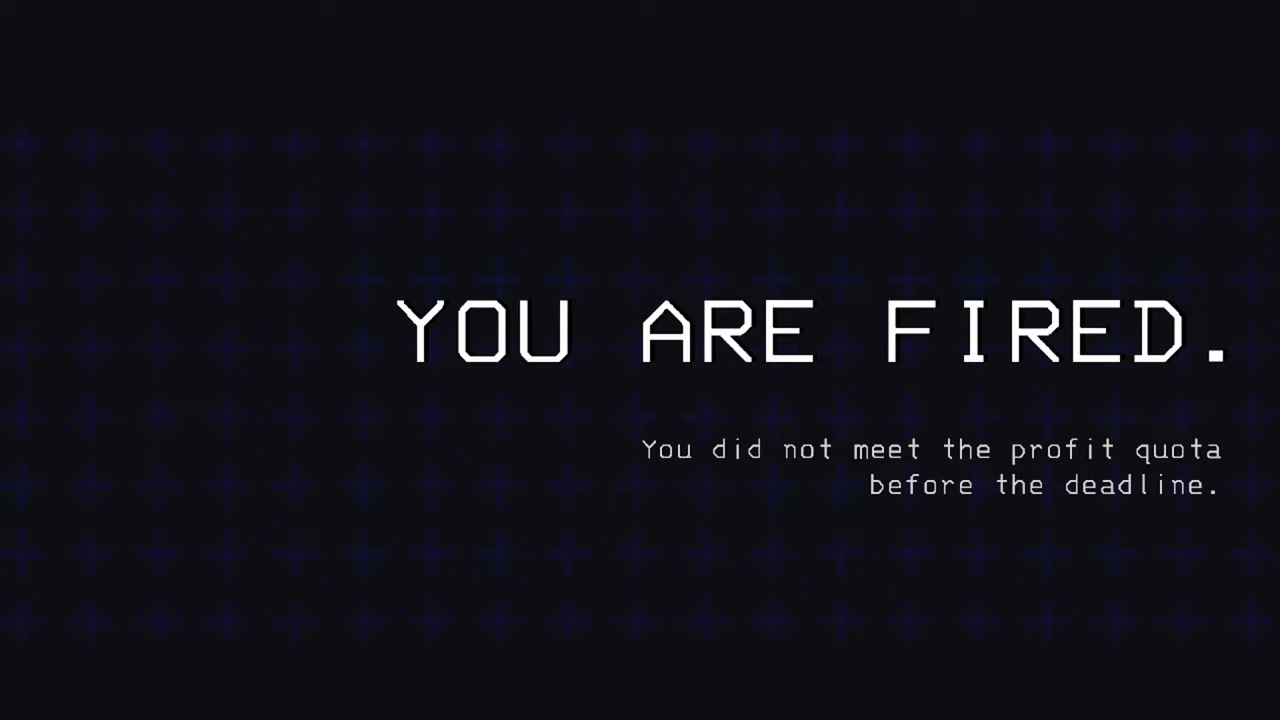 YOU ARE FIRED.
You did not meet the profit quota
before the deadline.